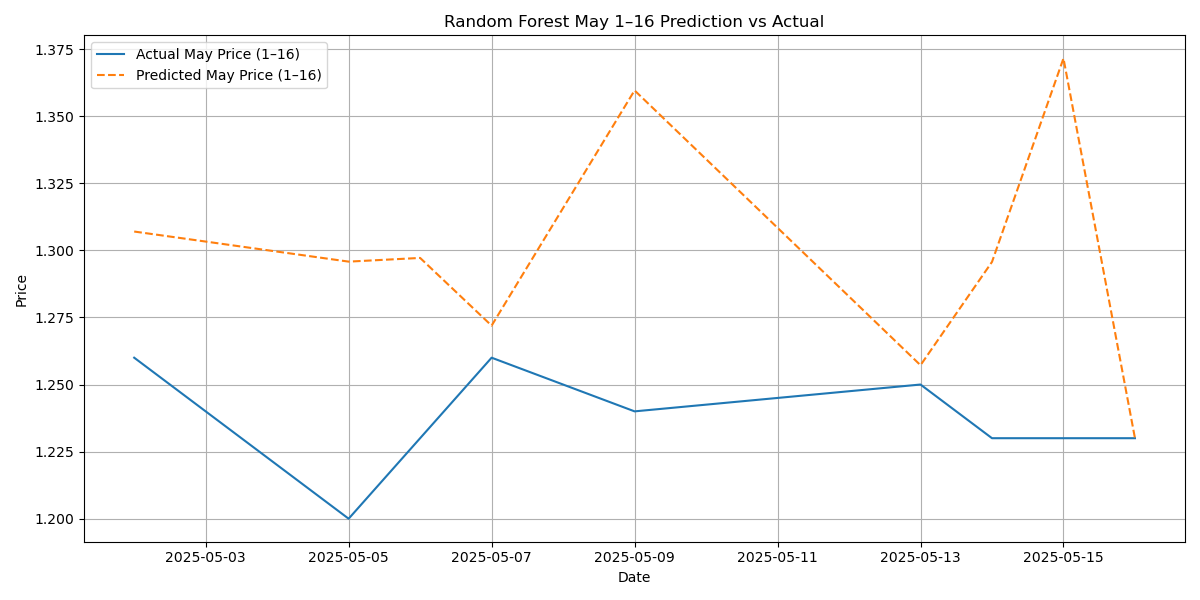 Random Forest May 1–16 Prediction vs Actual
Actual May Price (1–16)
Predicted May Price (1–16)
Price
1.375
1.350
1.325
1.300
1.275
1.250
1.225
1.200
2025-05-03 2025-05-05 2025-05-07 2025-05-09 2025-05-11 2025-05-13 2025-05-15
Date